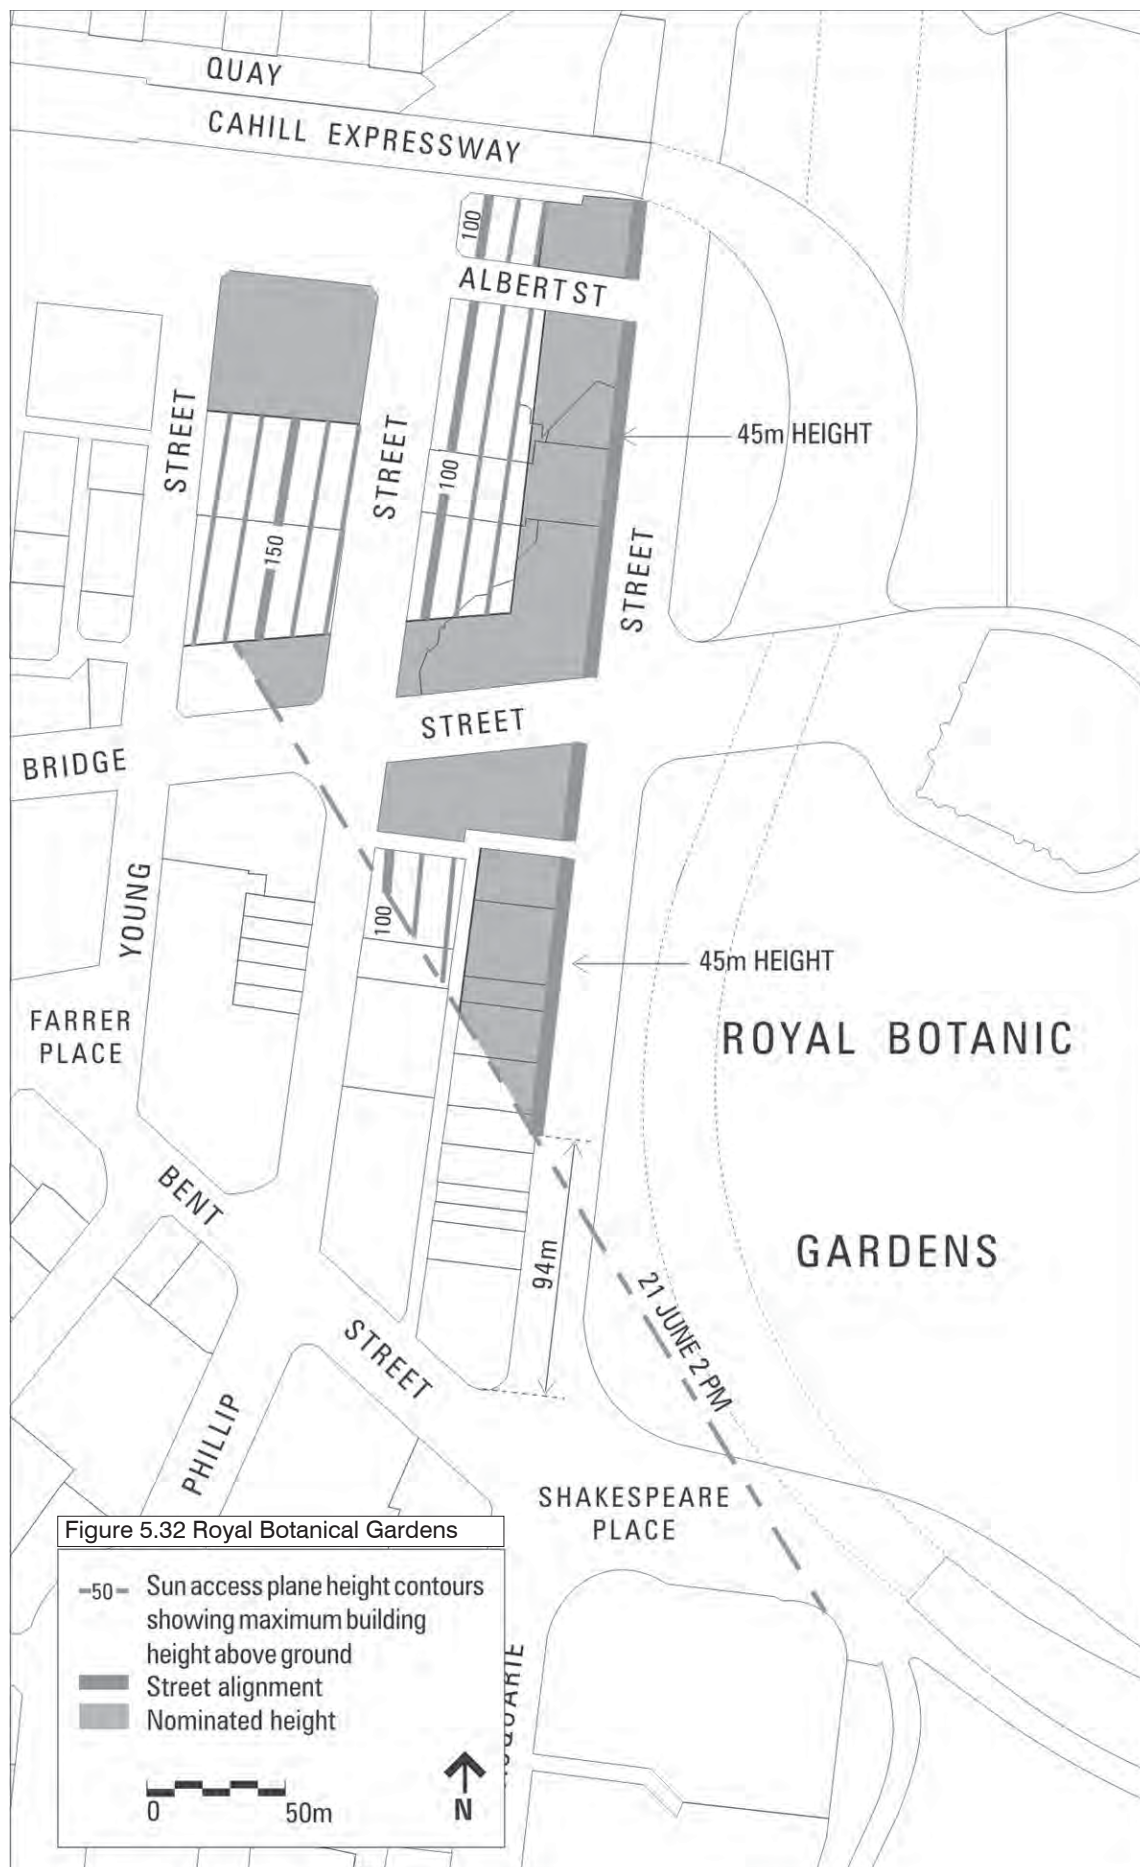 QUAY
CAHILL EXPRESSWAY
100
ALBERT ST
STREET
STREET
45m HEIGHT
100
150
STREET
STREET
BRIDGE
YOUNG
100
45m HEIGHT
FARRER
PLACE
ROYAL BOTANIC
GARDENS
BENT
94m
21 JUNE 2 PM
STREET
PHILLIP
SHAKESPEARE
PLACE
Figure 5.32 Royal Botanical Gardens
50
Sun access plane height contours
showing maximum building
height above ground
Street alignment
Nominated height
0
50m
N